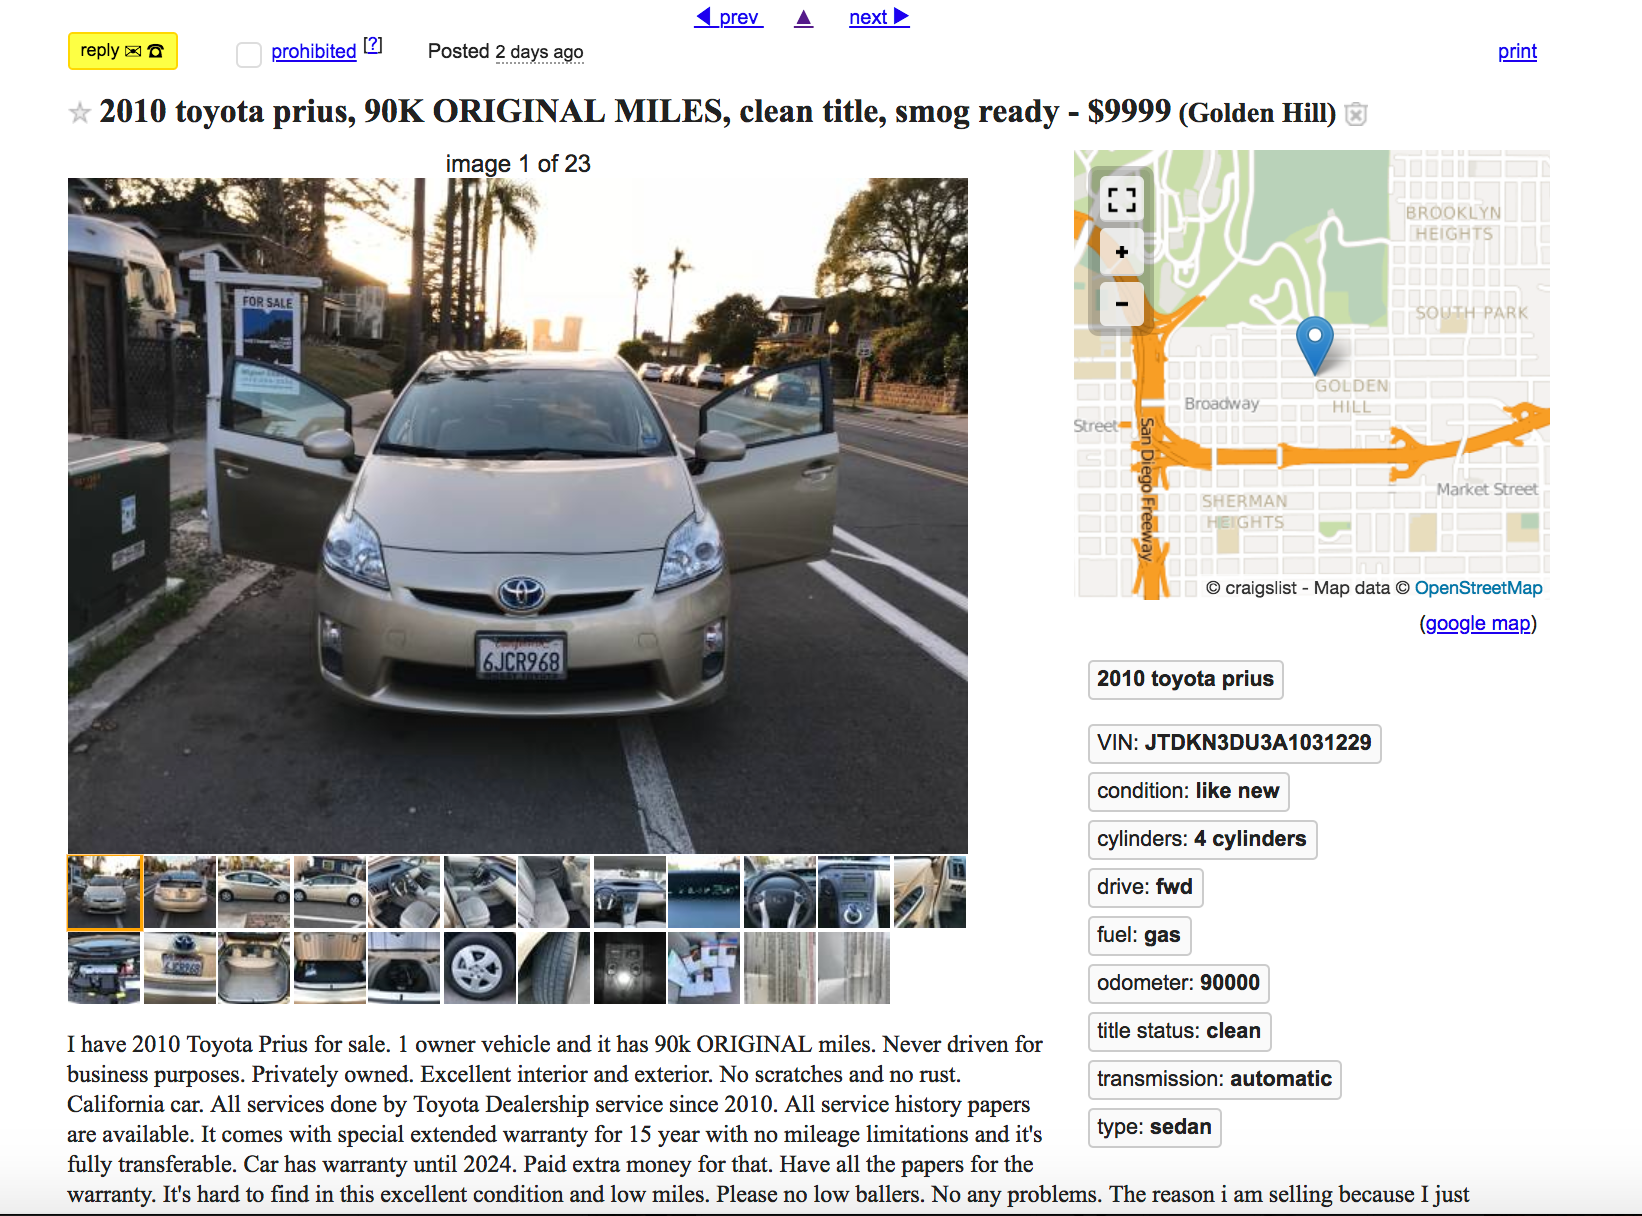 prev
next
reply
prohibited [?]
Posted 2 days ago
print
2010 toyota prius, 90K ORIGINAL MILES, clean title, smog ready - $9999 (Golden Hill)
image 1 of 23
FOR SALE
California
6JCR968
+
−
BROOKLYN
HEIGHTS
SOUTH PARK
GOLDEN
HILL
Broadway
Street
San Diego Freeway
Market Street
SHERMAN
HEIGHTS
© craigslist - Map data © OpenStreetMap
(google map)
2010 toyota prius
VIN: JTDKN3DU3A1031229
condition: like new
cylinders: 4 cylinders
drive: fwd
fuel: gas
odometer: 90000
title status: clean
transmission: automatic
type: sedan
I have 2010 Toyota Prius for sale. 1 owner vehicle and it has 90k ORIGINAL miles. Never driven for
business purposes. Privately owned. Excellent interior and exterior. No scratches and no rust.
California car. All services done by Toyota Dealership service since 2010. All service history papers
are available. It comes with special extended warranty for 15 year with no mileage limitations and it's
fully transferable. Car has warranty until 2024. Paid extra money for that. Have all the papers for the
warranty. It's hard to find in this excellent condition and low miles. Please no low ballers. No any problems. The reason i am selling because I just